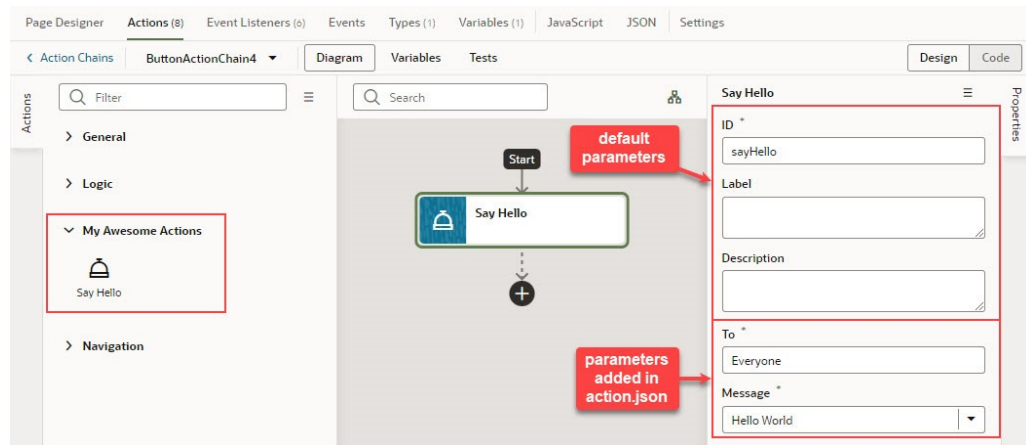 Page Designer Actions (8) Event Listeners (6) Events Types (1) Variables (1) JavaScript JSON Settings
Action Chains ButtonActionChain4 Diagram Variables Tests Design Code
Actions
Filter
General
Logic
My Awesome Actions
Say Hello
Navigation
Search
Start
Say Hello
default
parameters
parameters
added in
action.json
Say Hello
Properties
ID *
sayHello
Label
Description
To *
Everyone
Message *
Hello World